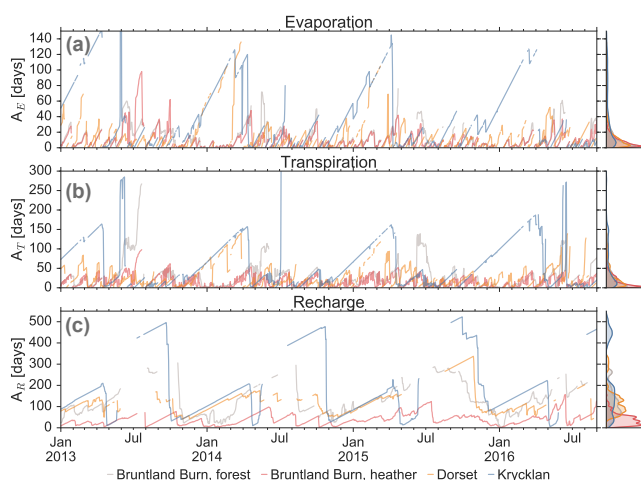 Evaporation
(a)
A_E [days]
140
120
100
80
60
40
20
0
Transpiration
(b)
A_T [days]
300
250
200
150
100
50
0
Recharge
(c)
A_R [days]
500
400
300
200
100
0
Jan Jul Jan Jul Jan Jul Jan Jul
2013 2014 2015 2016
Bruntland Burn, forest Bruntland Burn, heather Dorset Krycklan